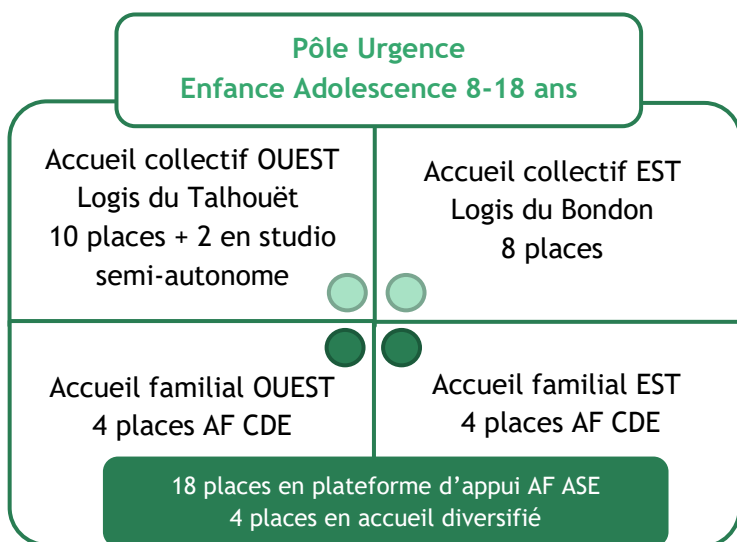 Pôle Urgence
Enfance Adolescence 8-18 ans
Accueil collectif OUEST
Logis du Talhouët
10 places + 2 en studio
semi-autonome
Accueil collectif EST
Logis du Bondon
8 places
Accueil familial OUEST
4 places AF CDE
Accueil familial EST
4 places AF CDE
18 places en plateforme d’appui AF ASE
4 places en accueil diversifié